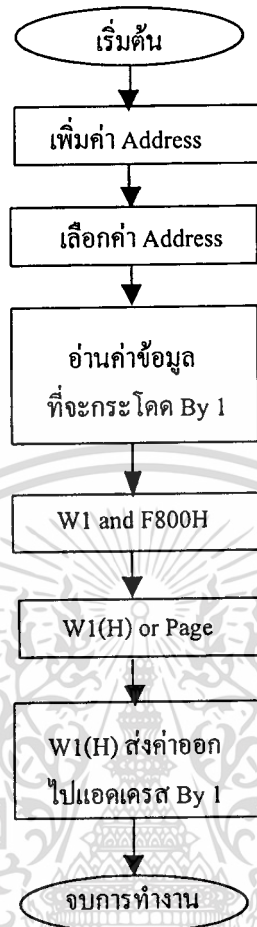 เริ่มต้น
เพิ่มค่า Address
เลือกค่า Address
อ่านค่าข้อมูล
ที่จะกระโดด By 1
W1 and F800H
W1(H) or Page
W1(H) ส่งค่าออก
ไปแอดเดรส By 1
จบการทำงาน